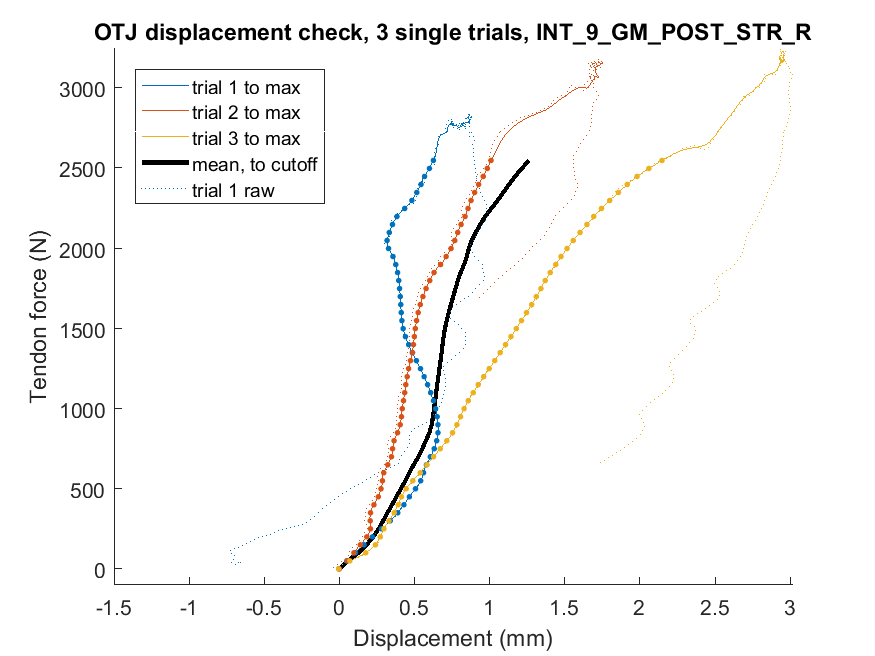 OTJ displacement check, 3 single trials, INT_9_GM_POST_STR_R
trial 1 to max
trial 2 to max
trial 3 to max
mean, to cutoff
trial 1 raw
Tendon force (N)
3000
2500
2000
1500
1000
500
0
-1.5 -1 -0.5 0 0.5 1 1.5 2 2.5 3
Displacement (mm)